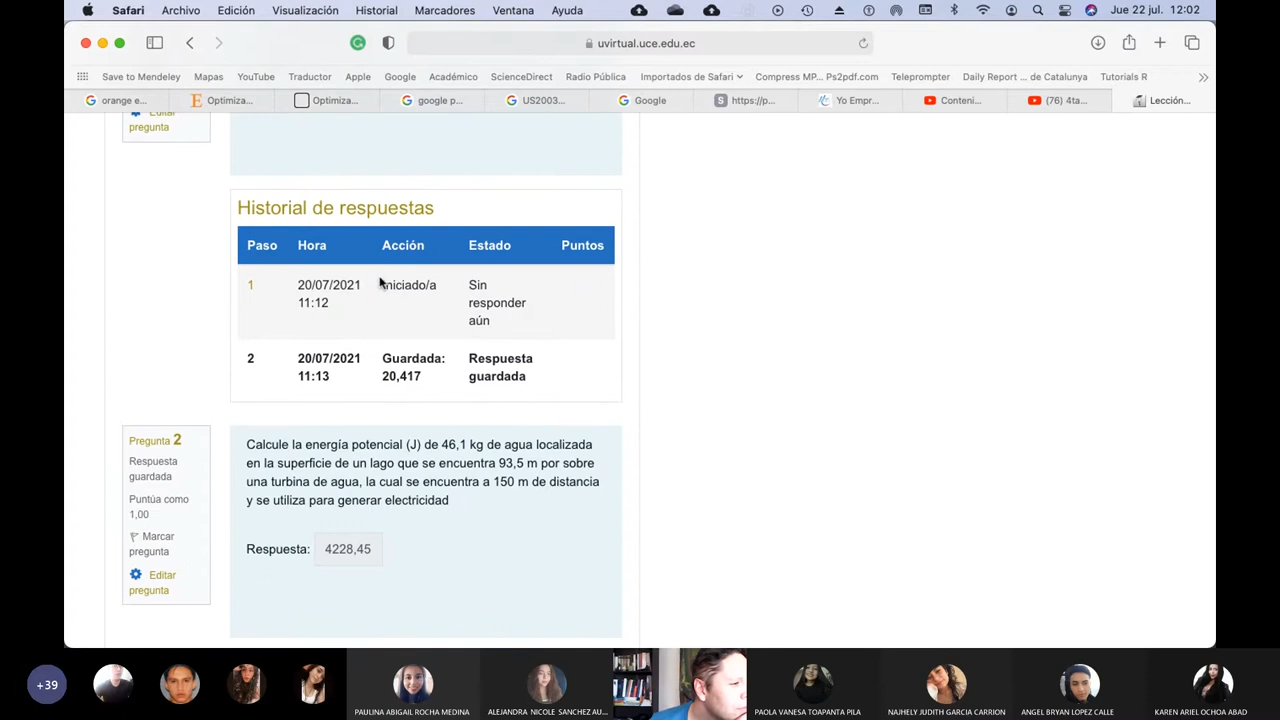 Safari Archivo Edición Visualización Historial Marcadores Ventana Ayuda Jue 22 jul. 12:02
uvirtual.uce.edu.ec
Save to Mendeley Mapas YouTube Traductor Apple Google Académico ScienceDirect Radio Pública Importados de Safari Compress MP... Ps2pdf.com Teleprompter Daily Report ... de Catalunya Tutorials R
orange e... Optimiza... Optimiza... google p... US2003... Google https://p... Yo Empr... Contení... (76) 4ta... Lección...
Editar
pregunta
Historial de respuestas
Paso Hora Acción Estado Puntos
1 20/07/2021 Iniciado/a Sin
11:12 responder
aún
2 20/07/2021 Guardada: Respuesta
11:13 20,417 guardada
Pregunta 2
Respuesta
guardada
Puntúa como
1,00
Marcar
pregunta
Editar
pregunta
Calcule la energía potencial (J) de 46,1 kg de agua localizada
en la superficie de un lago que se encuentra 93,5 m por sobre
una turbina de agua, la cual se encuentra a 150 m de distancia
y se utiliza para generar electricidad
Respuesta: 4228,45
+39
PAULINA ABIGAIL ROCHA MEDINA ALEJANDRA NICOLE SANCHEZ AU... PAOLA VANESA TOAPANTA PILA NAJHELY JUDITH GARCIA CARRION ANGEL BRYAN LOPEZ CALLE KAREN ARIEL OCHOA ABAD